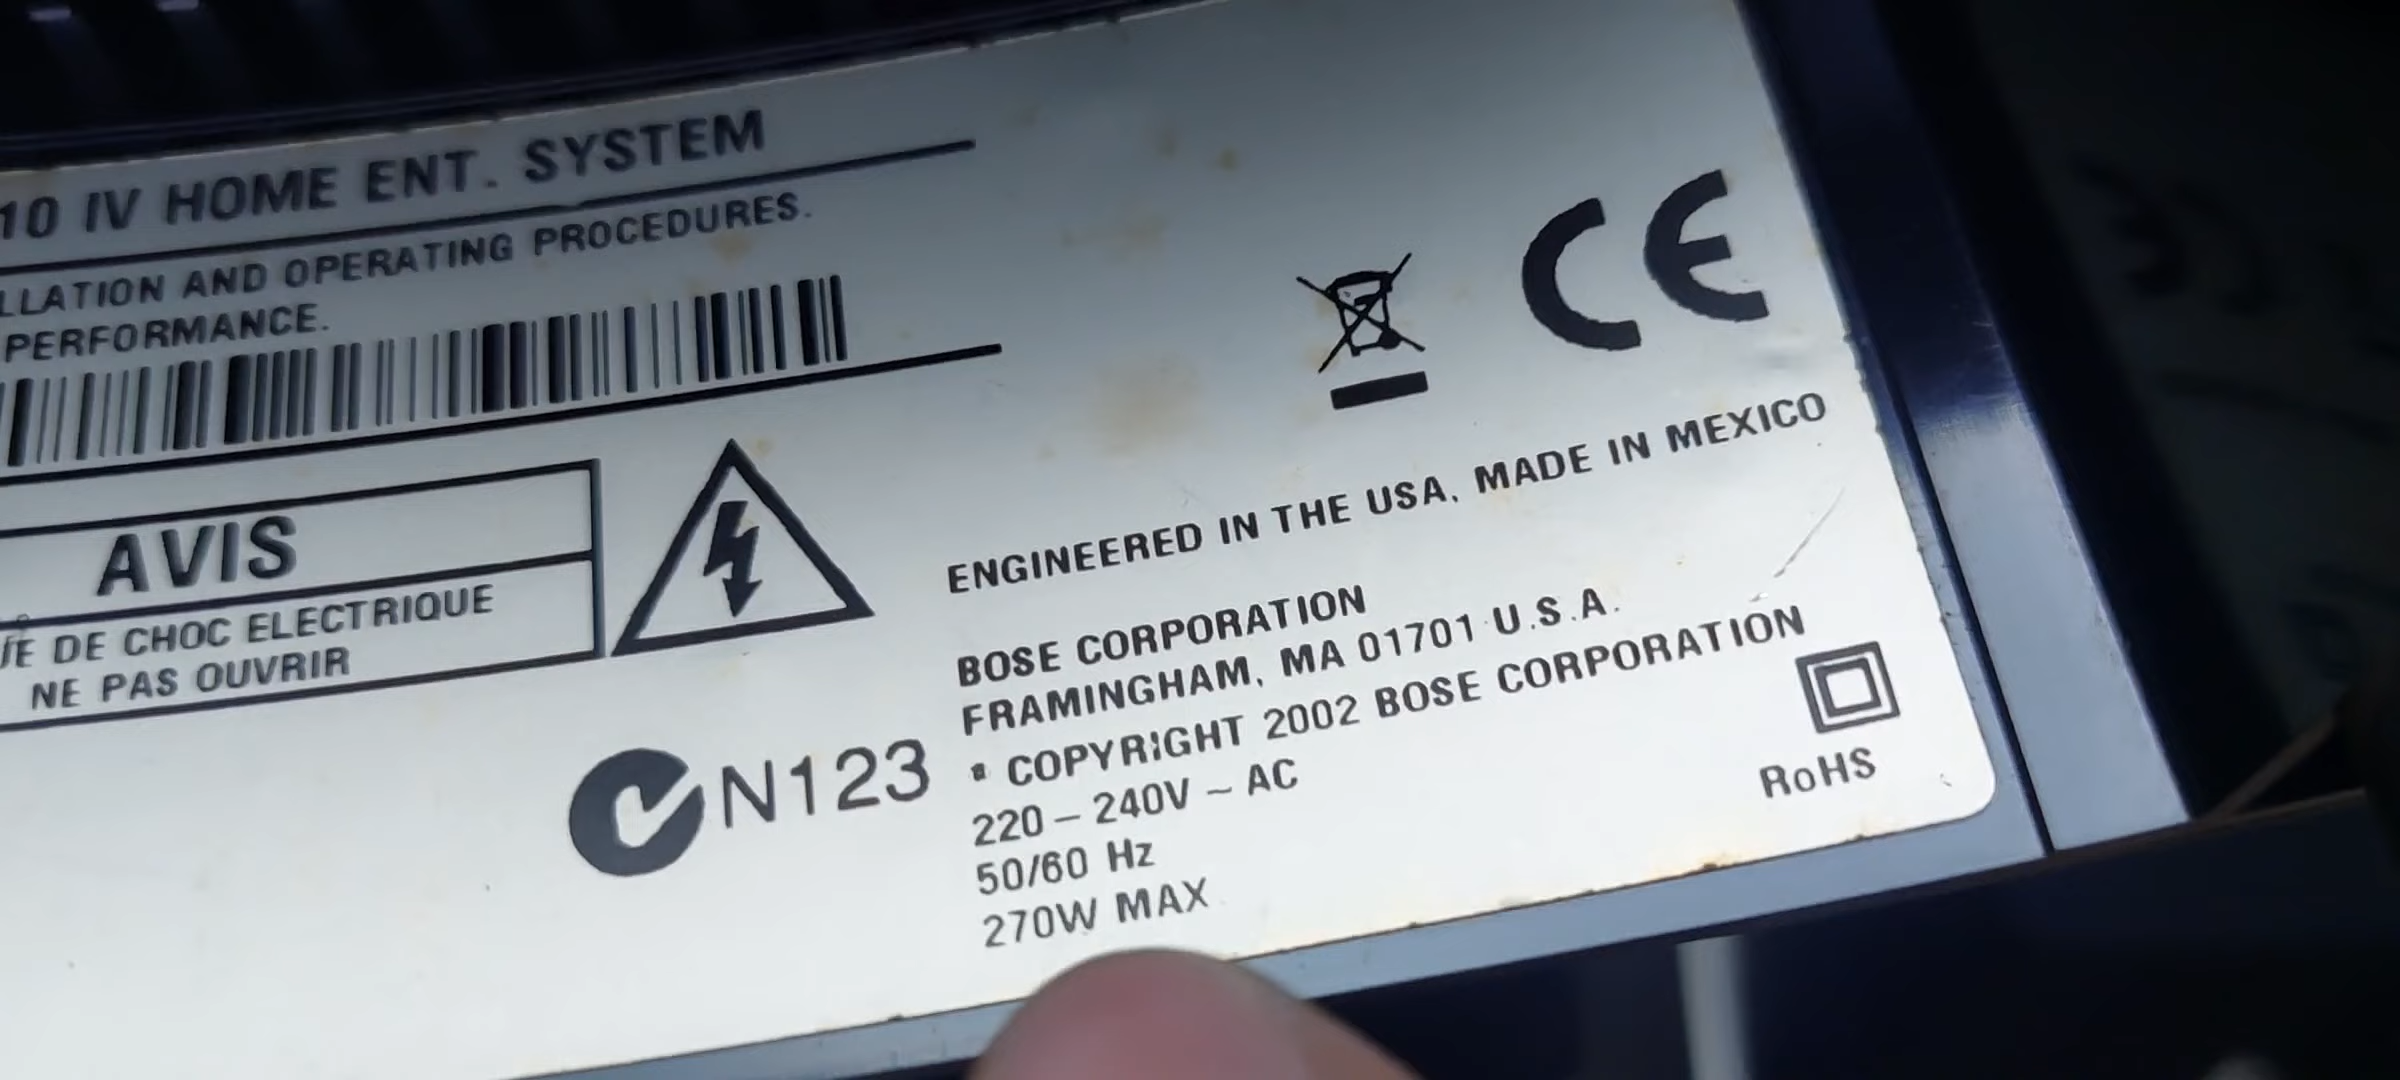 10 IV HOME ENT. SYSTEM
LLATION AND OPERATING PROCEDURES.
PERFORMANCE.
AVIS
E DE CHOC ELECTRIQUE
NE PAS OUVRIR
CE
ENGINEERED IN THE USA, MADE IN MEXICO
BOSE CORPORATION
FRAMINGHAM, MA 01701 U.S.A.
COPYRIGHT 2002 BOSE CORPORATION
N123
220 – 240V ~ AC
50/60 Hz
270W MAX
RoHS